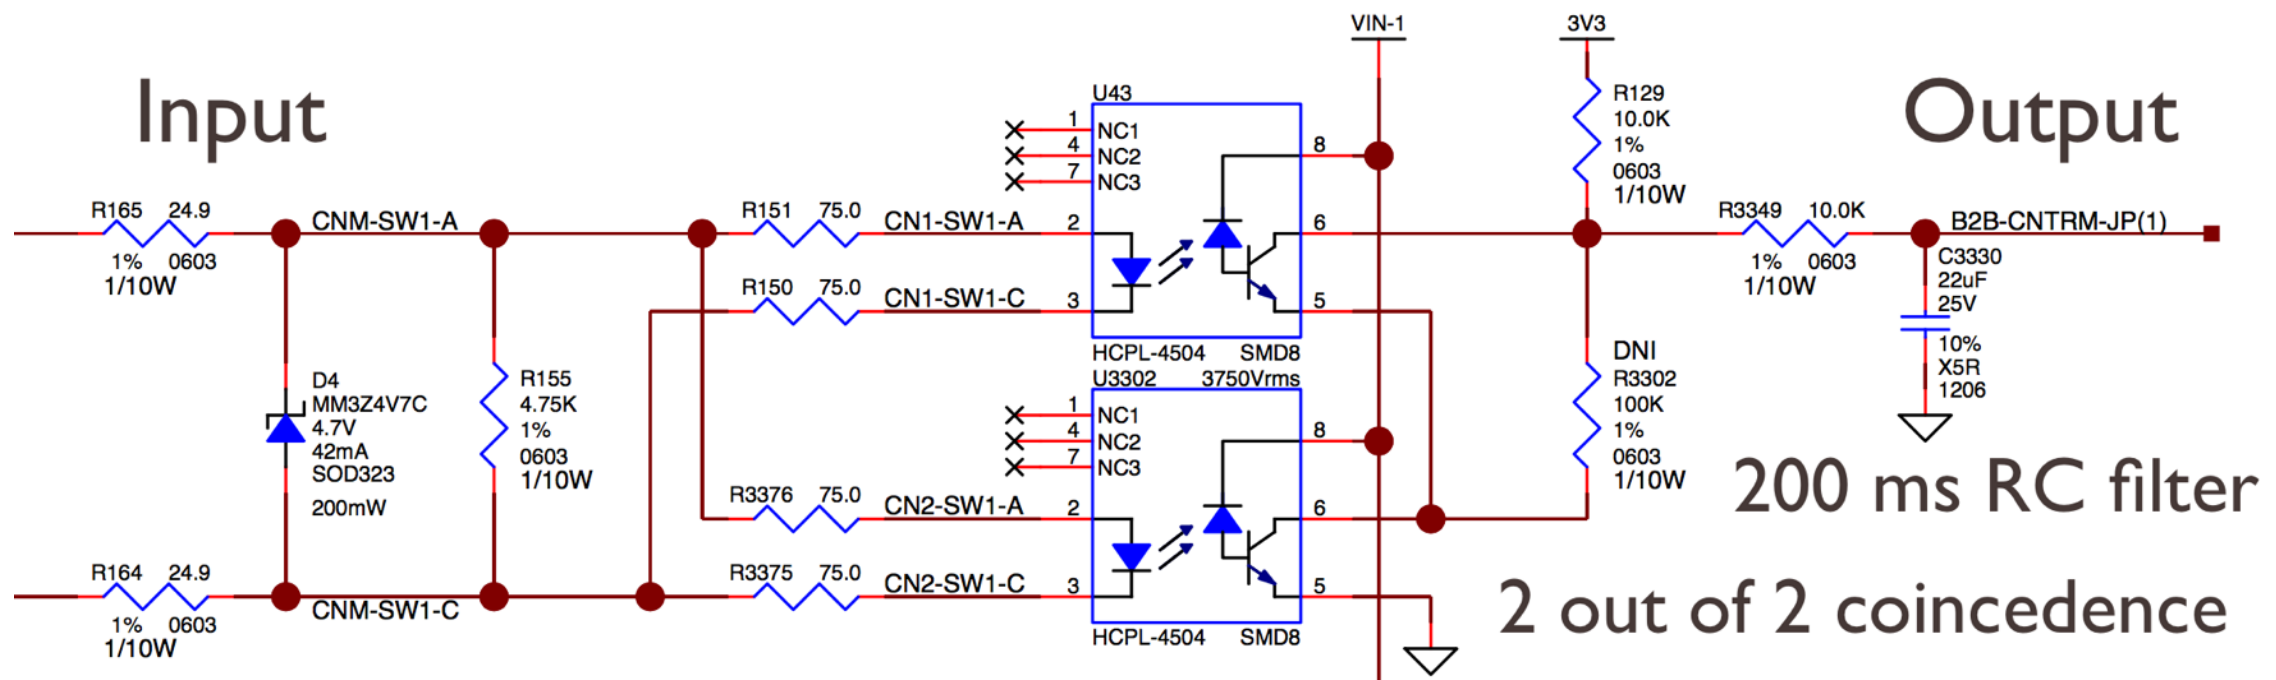 Input
R165 24.9
1% 0603
1/10W
CNM-SW1-A
D4
MM3Z4V7C
4.7V
42mA
SOD323
200mW
R155
4.75K
1%
0603
1/10W
R164 24.9
1% 0603
1/10W
CNM-SW1-C
R151 75.0
CN1-SW1-A
R150 75.0
CN1-SW1-C
R3376 75.0
CN2-SW1-A
R3375 75.0
CN2-SW1-C
U43
1 NC1
4 NC2
7 NC3
2
3
8
6
5
HCPL-4504 SMD8
U3302 3750Vrms
1 NC1
4 NC2
7 NC3
2
3
8
6
5
HCPL-4504 SMD8
VIN-1
3V3
R129
10.0K
1%
0603
1/10W
DNI
R3302
100K
1%
0603
1/10W
Output
R3349 10.0K
1% 0603
1/10W
B2B-CNTRM-JP(1)
C3330
22uF
25V
10%
X5R
1206
200 ms RC filter
2 out of 2 coincedence